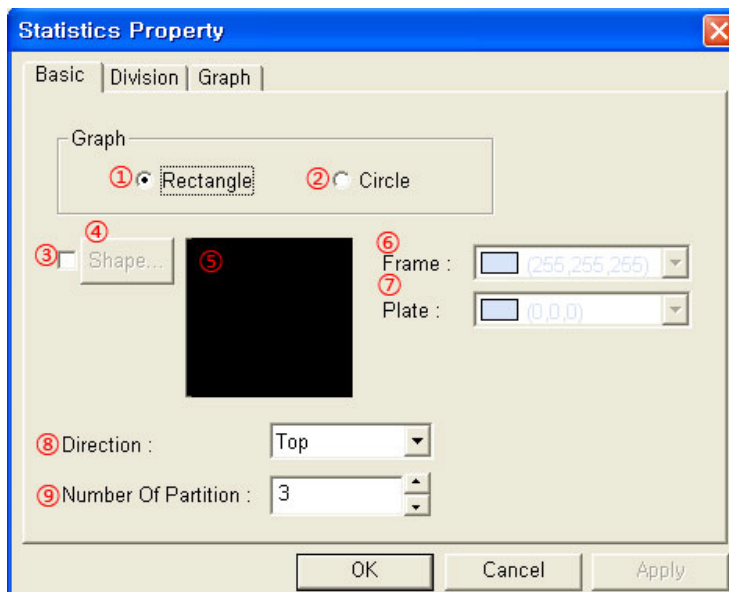 Statistics Property
Basic Division Graph
Graph
① Rectangle ② Circle
④
③ Shape... ⑤ ⑥
Frame : (255,255,255)
⑦
Plate : (0,0,0)
⑧ Direction : Top
⑨ Number Of Partition : 3
OK Cancel Apply